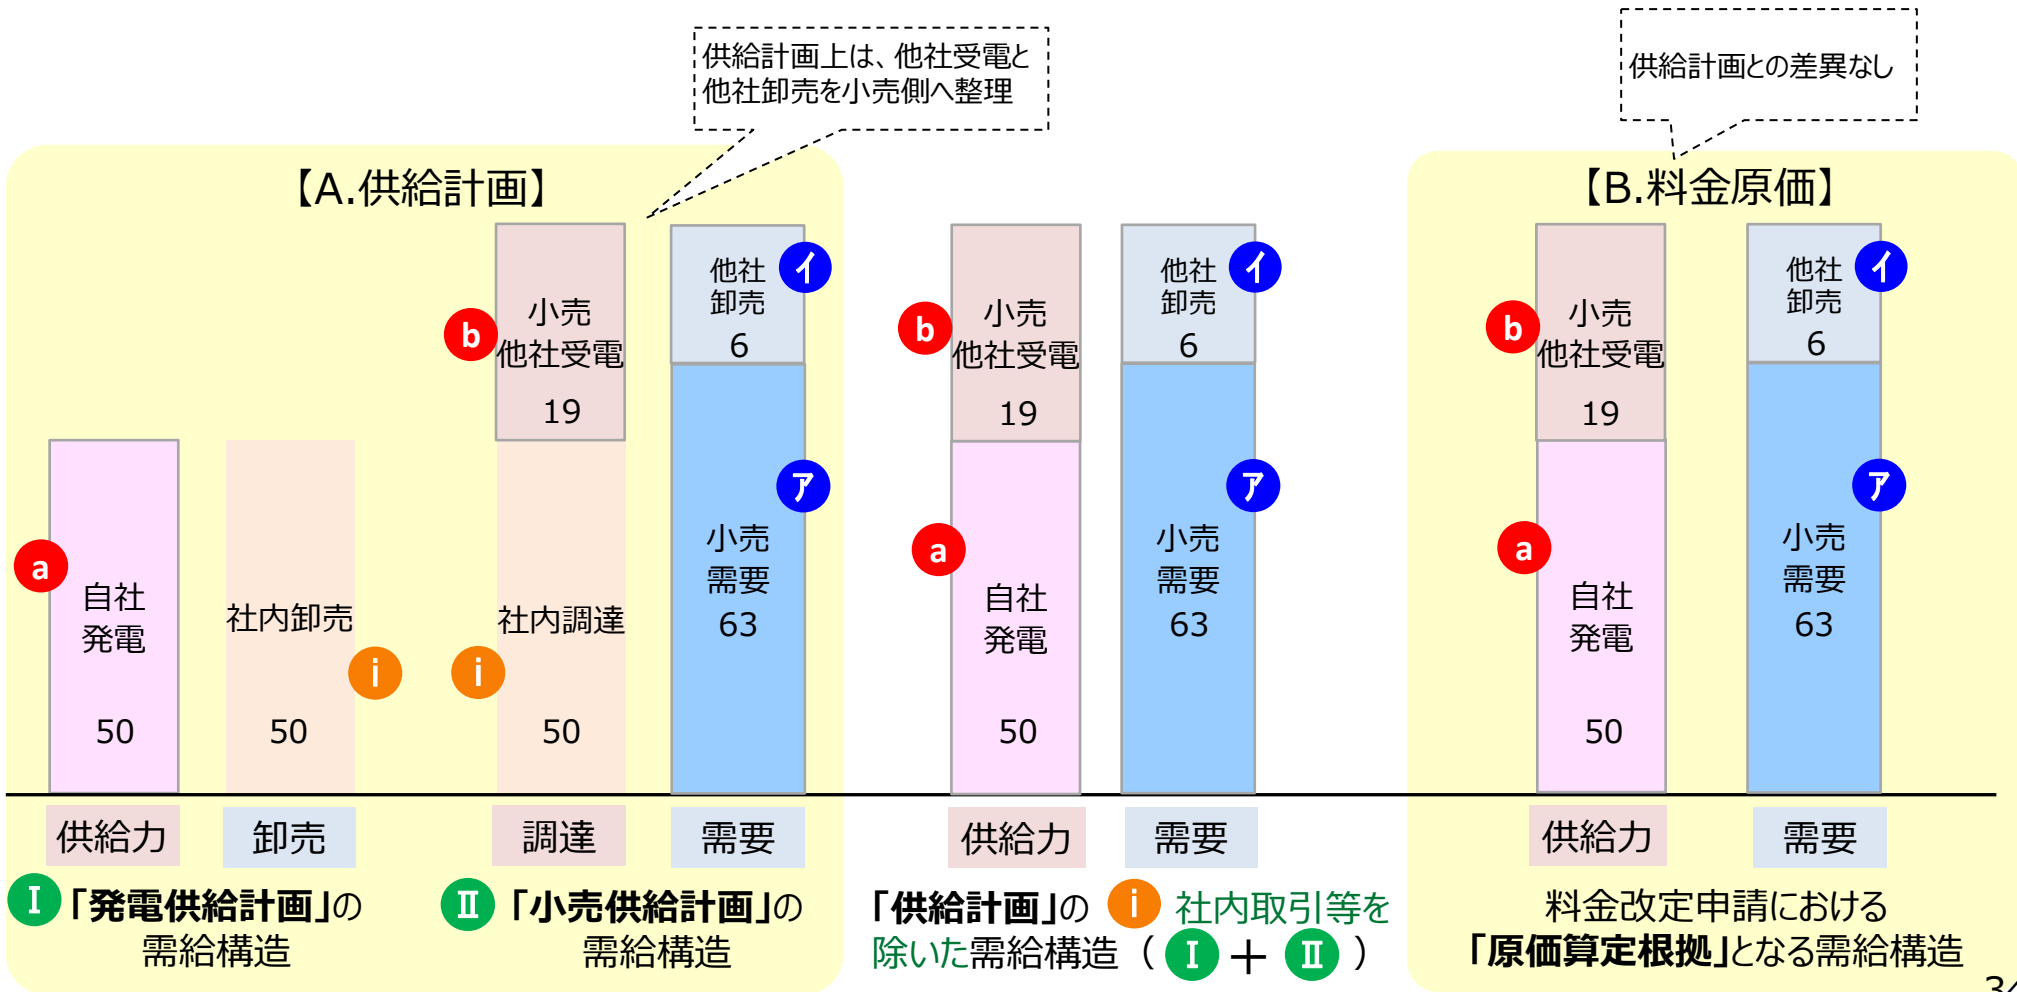 供給計画上は、他社受電と
他社卸売を小売側へ整理
供給計画との差異なし
【A.供給計画】
【B.料金原価】
a
自社
発電
50
社内卸売
50
i
b
小売
他社受電
19
i
社内調達
50
イ
他社
卸売
6
ア
小売
需要
63
b
小売
他社受電
19
a
自社
発電
50
イ
他社
卸売
6
ア
小売
需要
63
b
小売
他社受電
19
a
自社
発電
50
イ
他社
卸売
6
ア
小売
需要
63
供給力
卸売
調達
需要
供給力
需要
供給力
需要
Ⅰ 「発電供給計画」の
需給構造
Ⅱ 「小売供給計画」の
需給構造
「供給計画」の i 社内取引等を
除いた需給構造（ Ⅰ ＋ Ⅱ ）
料金改定申請における
「原価算定根拠」となる需給構造